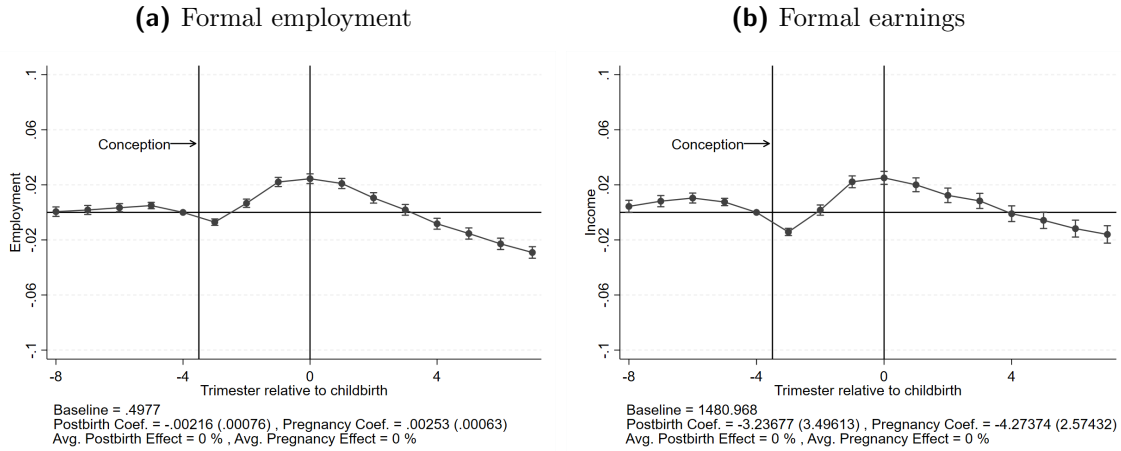 (a) Formal employment
.1
.06
.02
-.02
-.06
-.1
Employment
Conception
-8
-4
0
4
Trimester relative to childbirth
Baseline = .4977
Postbirth Coef. = -.00216 (.00076) , Pregnancy Coef. = .00253 (.00063)
Avg. Postbirth Effect = 0 % , Avg. Pregnancy Effect = 0 %
(b) Formal earnings
.1
.06
.02
-.02
-.06
-.1
Income
Conception
-8
-4
0
4
Trimester relative to childbirth
Baseline = 1480.968
Postbirth Coef. = -3.23677 (3.49613) , Pregnancy Coef. = -4.27374 (2.57432)
Avg. Postbirth Effect = 0 % , Avg. Pregnancy Effect = 0 %